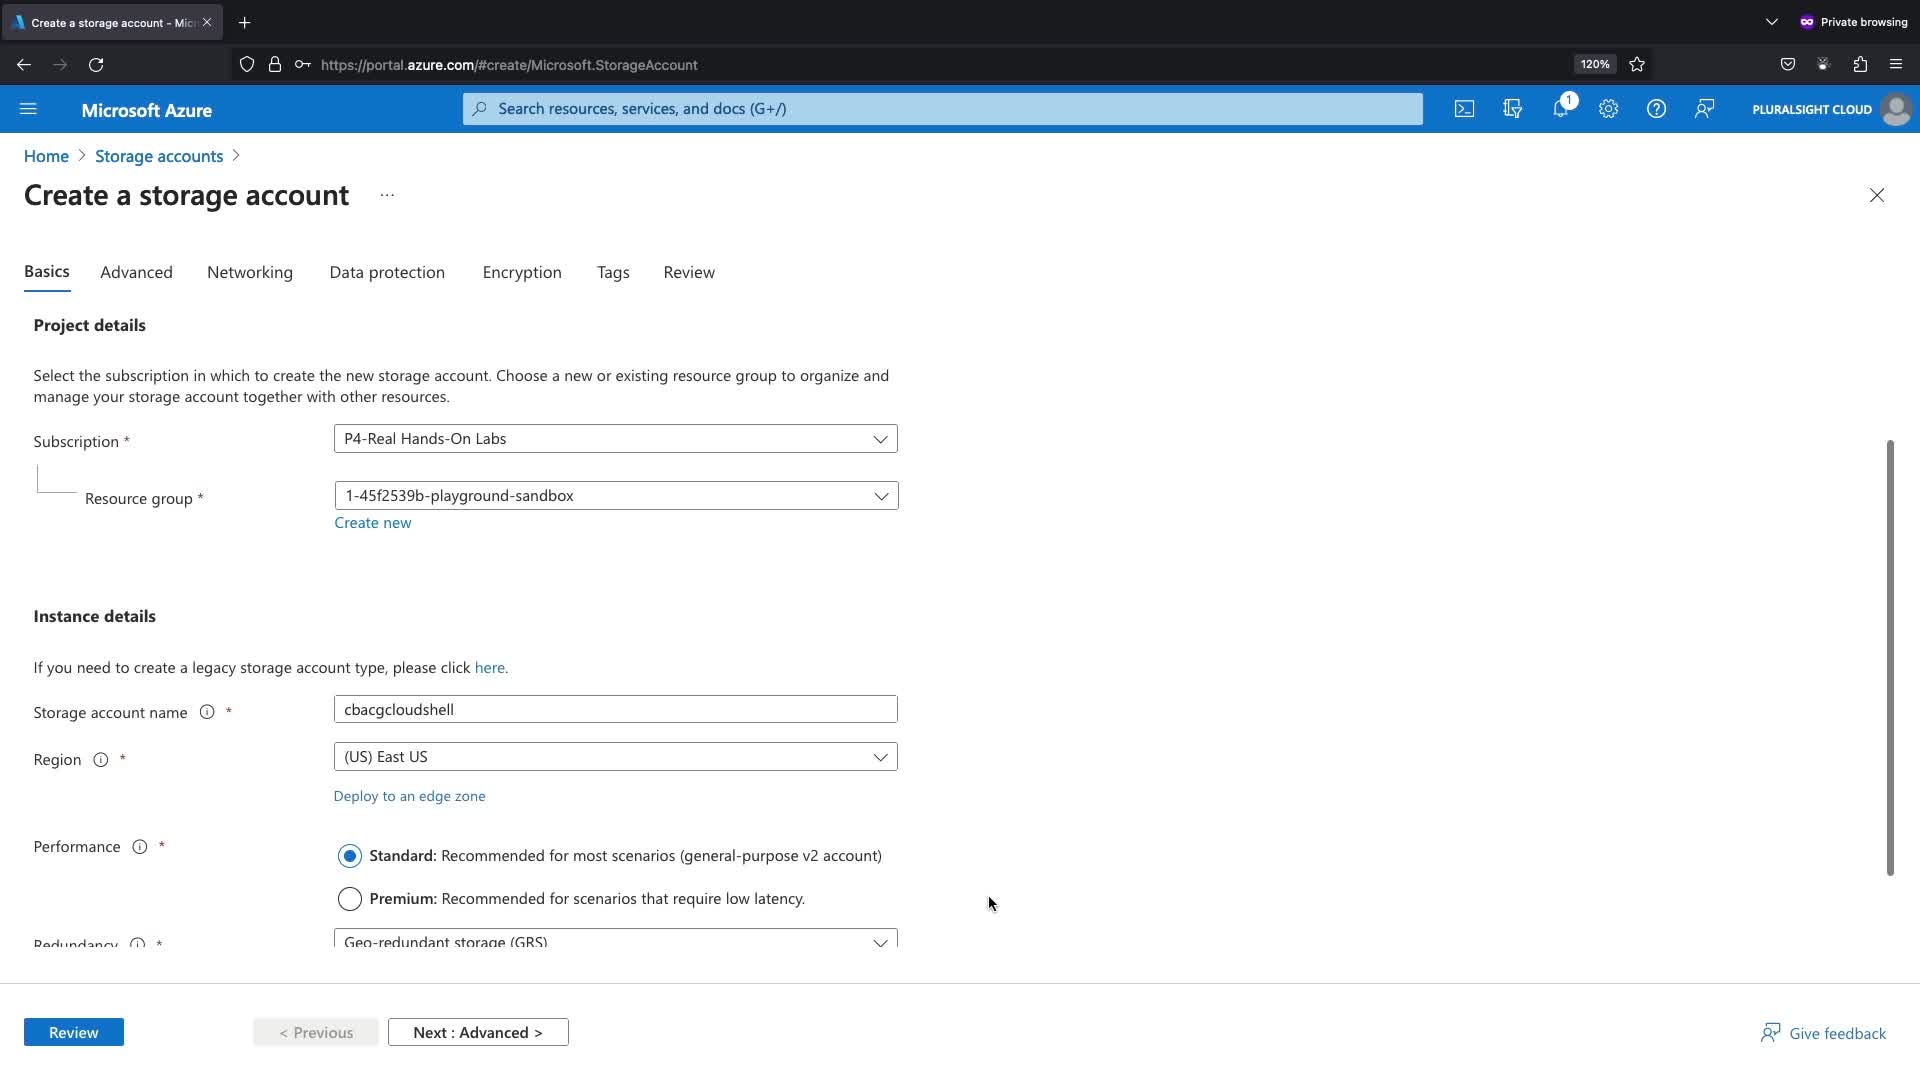 Create a storage account - Mic
Private browsing
https://portal.azure.com/#create/Microsoft.StorageAccount
120%
Microsoft Azure
Search resources, services, and docs (G+/)
1
PLURALSIGHT CLOUD
Home > Storage accounts >
Create a storage account ...
Basics Advanced Networking Data protection Encryption Tags Review
Project details
Select the subscription in which to create the new storage account. Choose a new or existing resource group to organize and
manage your storage account together with other resources.
Subscription * P4-Real Hands-On Labs
Resource group * 1-45f2539b-playground-sandbox
Create new
Instance details
If you need to create a legacy storage account type, please click here.
Storage account name * cbacgcloudshell
Region * (US) East US
Deploy to an edge zone
Performance *
Standard: Recommended for most scenarios (general-purpose v2 account)
Premium: Recommended for scenarios that require low latency.
Redundancy * Geo-redundant storage (GRS)
Review < Previous Next : Advanced > Give feedback